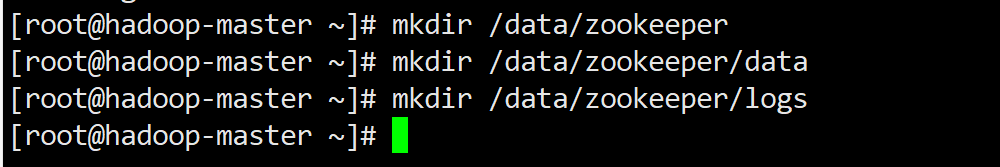 [root@hadoop-master ~]# mkdir /data/zookeeper
[root@hadoop-master ~]# mkdir /data/zookeeper/data
[root@hadoop-master ~]# mkdir /data/zookeeper/logs
[root@hadoop-master ~]#